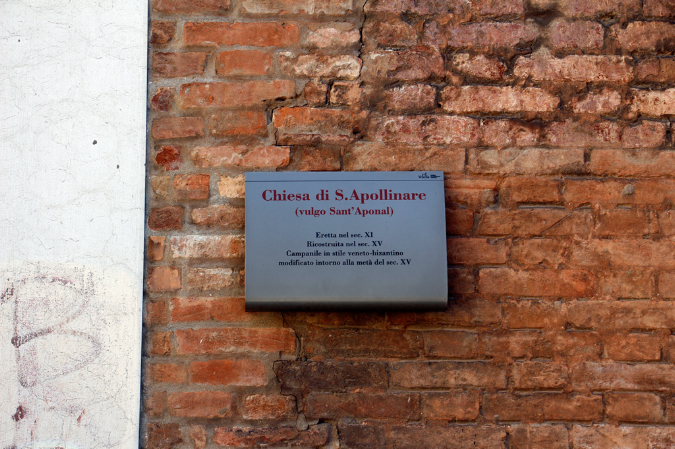 Chiesa di S.Apollinare
(vulgo Sant'Aponal)
Eretta nel sec. XI
Ricostruita nel sec. XV
Campanile in stile veneto-bizantino
modificato intorno alla metà del sec. XV